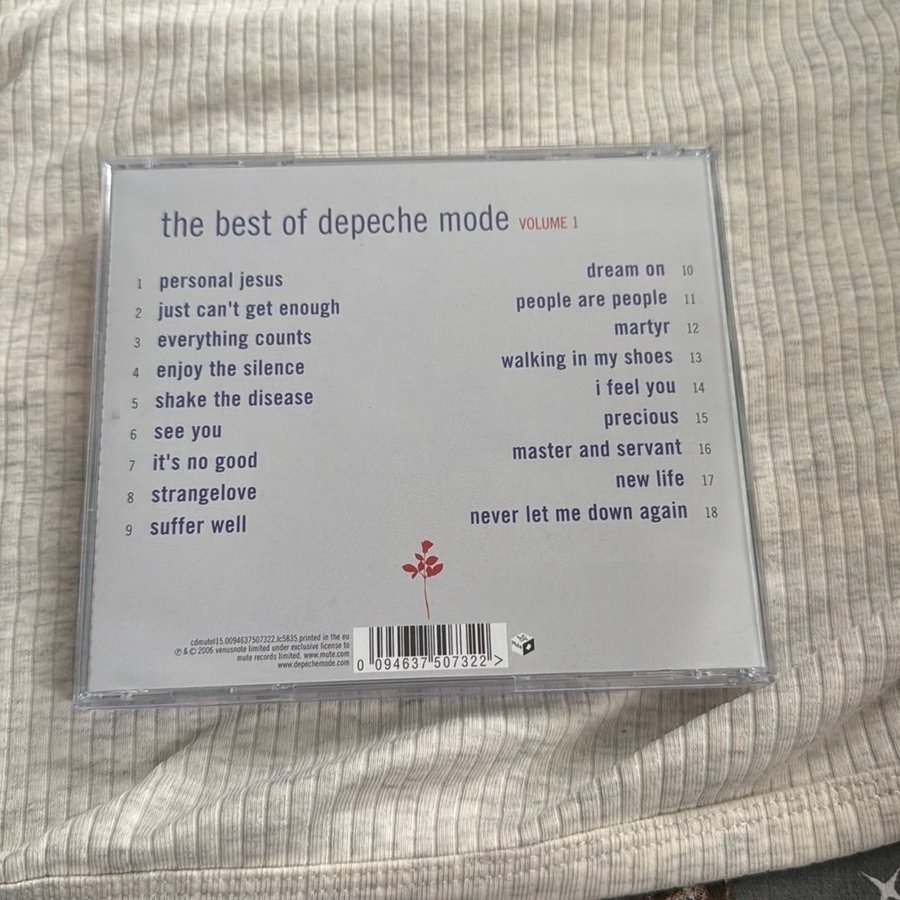 the best of depeche mode VOLUME 1
1 personal jesus
2 just can't get enough
3 everything counts
4 enjoy the silence
5 shake the disease
6 see you
7 it's no good
8 strangelove
9 suffer well
dream on 10
people are people 11
martyr 12
walking in my shoes 13
i feel you 14
precious 15
master and servant 16
new life 17
never let me down again 18
cdmutel15.0094637507322.lc5835.printed in the eu
℗ & © 2006 venusnote limited under exclusive license to
mute records limited. www.mute.com
www.depechemode.com
0 094637 507322 >